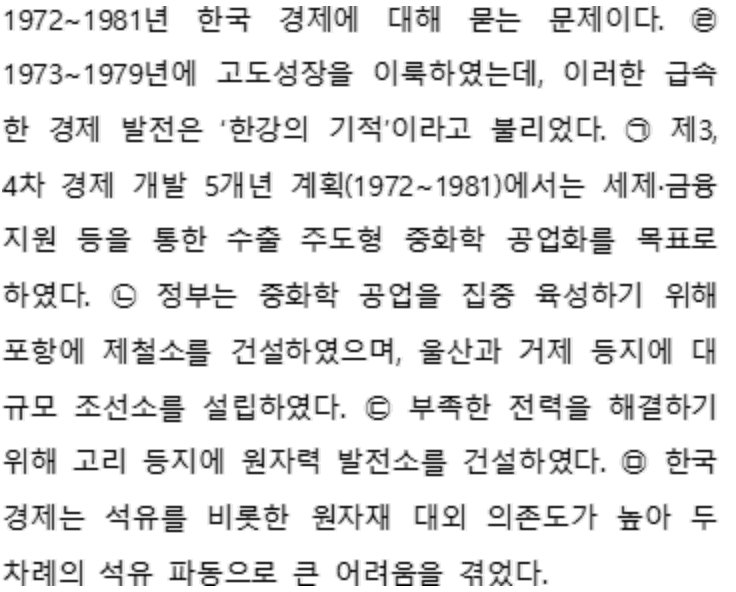 1972~1981년 한국 경제에 대해 묻는 문제이다. ㉣
1973~1979년에 고도성장을 이룩하였는데, 이러한 급속
한 경제 발전은 '한강의 기적'이라고 불리었다. ㉠ 제3,
4차 경제 개발 5개년 계획(1972~1981)에서는 세제·금융
지원 등을 통한 수출 주도형 중화학 공업화를 목표로
하였다. ㉡ 정부는 중화학 공업을 집중 육성하기 위해
포항에 제철소를 건설하였으며, 울산과 거제 등지에 대
규모 조선소를 설립하였다. ㉢ 부족한 전력을 해결하기
위해 고리 등지에 원자력 발전소를 건설하였다. ㉤ 한국
경제는 석유를 비롯한 원자재 대외 의존도가 높아 두
차례의 석유 파동으로 큰 어려움을 겪었다.